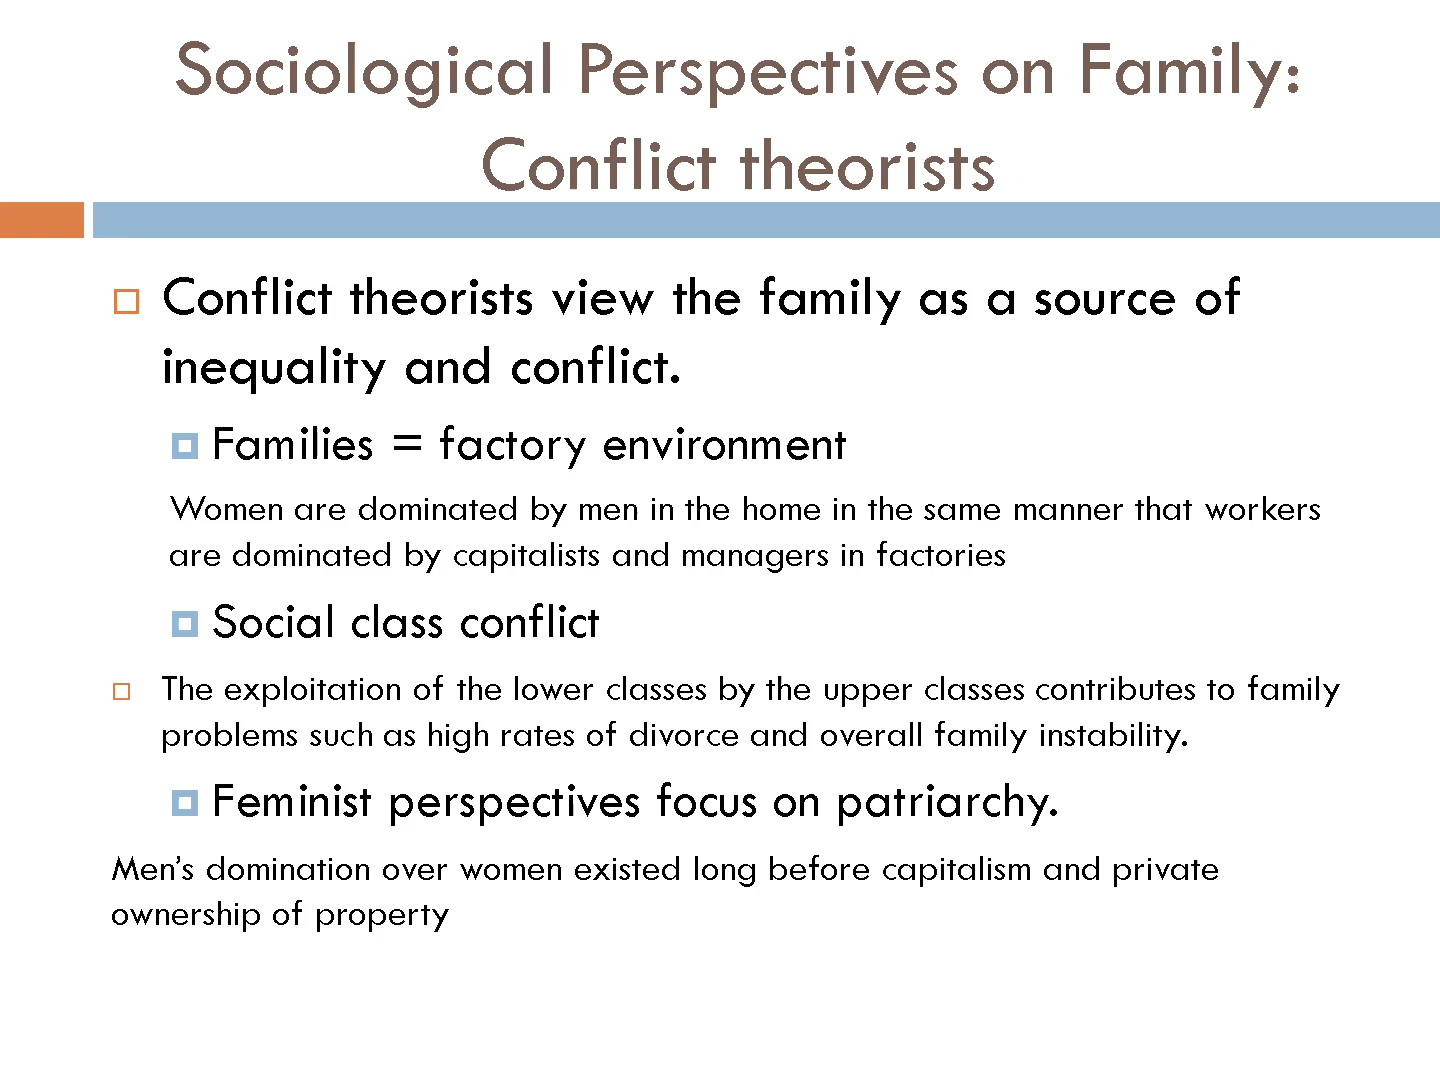 Sociological Perspectives on Family:
Conflict theorists
Conflict theorists view the family as a source of
inequality and conflict.
Families = factory environment
Women are dominated by men in the home in the same manner that workers
are dominated by capitalists and managers in factories
Social class conflict
The exploitation of the lower classes by the upper classes contributes to family
problems such as high rates of divorce and overall family instability.
Feminist perspectives focus on patriarchy.
Men’s domination over women existed long before capitalism and private
ownership of property